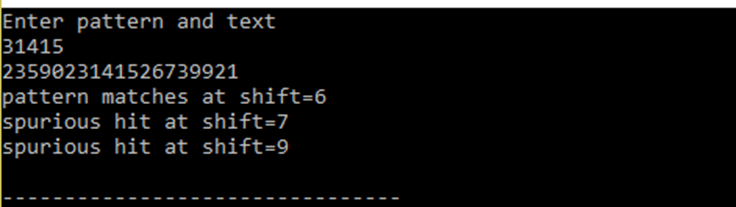 Enter pattern and text
31415
2359023141526739921
pattern matches at shift=6
spurious hit at shift=7
spurious hit at shift=9
--------------------------------